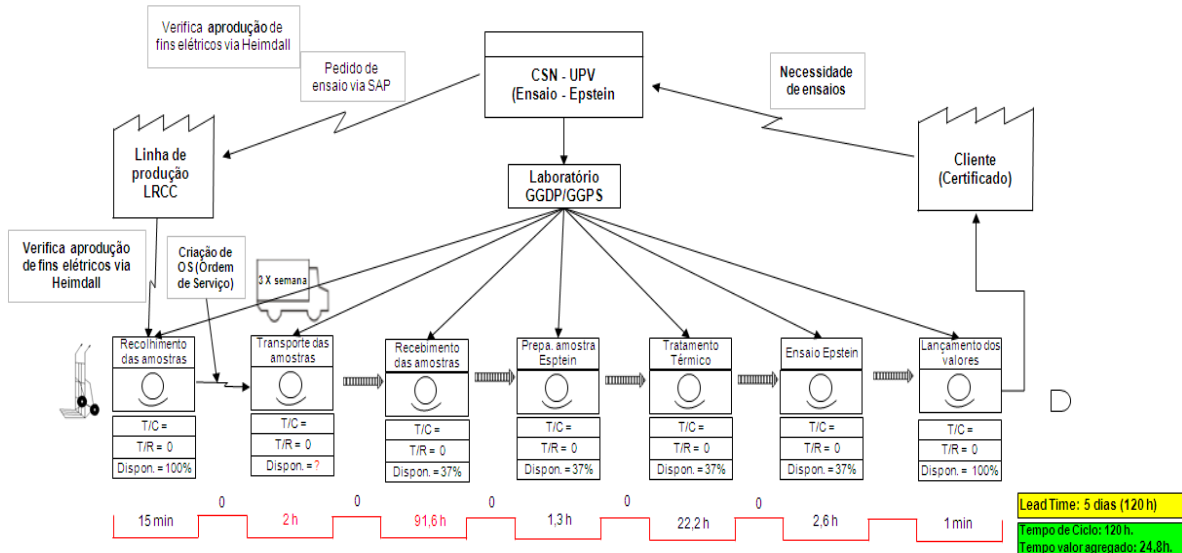 Verifica aprodução de
fins elétricos via Heimdall
Pedido de
ensaio via SAP
CSN - UPV
(Ensaio - Epstein
Necessidade
de ensaios
Linha de
produção
LRCC
Laboratório
GGDP/GGPS
Cliente
(Certificado)
Verifica aprodução
de fins elétricos via
Heimdall
Criação de
OS (Ordem
de Serviço)
3 X semana
Recolhimento
das amostras
Transporte das
amostras
Recebimento
das amostras
Prepa. amostra
Esptein
Tratamento
Térmico
Ensaio Epstein
Lançamento dos
valores
T/C =
T/R = 0
Dispon. = 100%
T/C =
T/R = 0
Dispon. = ?
T/C =
T/R = 0
Dispon. = 37%
T/C =
T/R = 0
Dispon. = 37%
T/C =
T/R = 0
Dispon. = 37%
T/C =
T/R = 0
Dispon. = 37%
T/C =
T/R = 0
Dispon. = 100%
0 0 0 0 0
15 min 2 h 91,6 h 1,3 h 22,2 h 2,6 h 1 min
Lead Time: 5 dias (120 h)
Tempo de Ciclo: 120 h.
Tempo valor agregado: 24.8h.